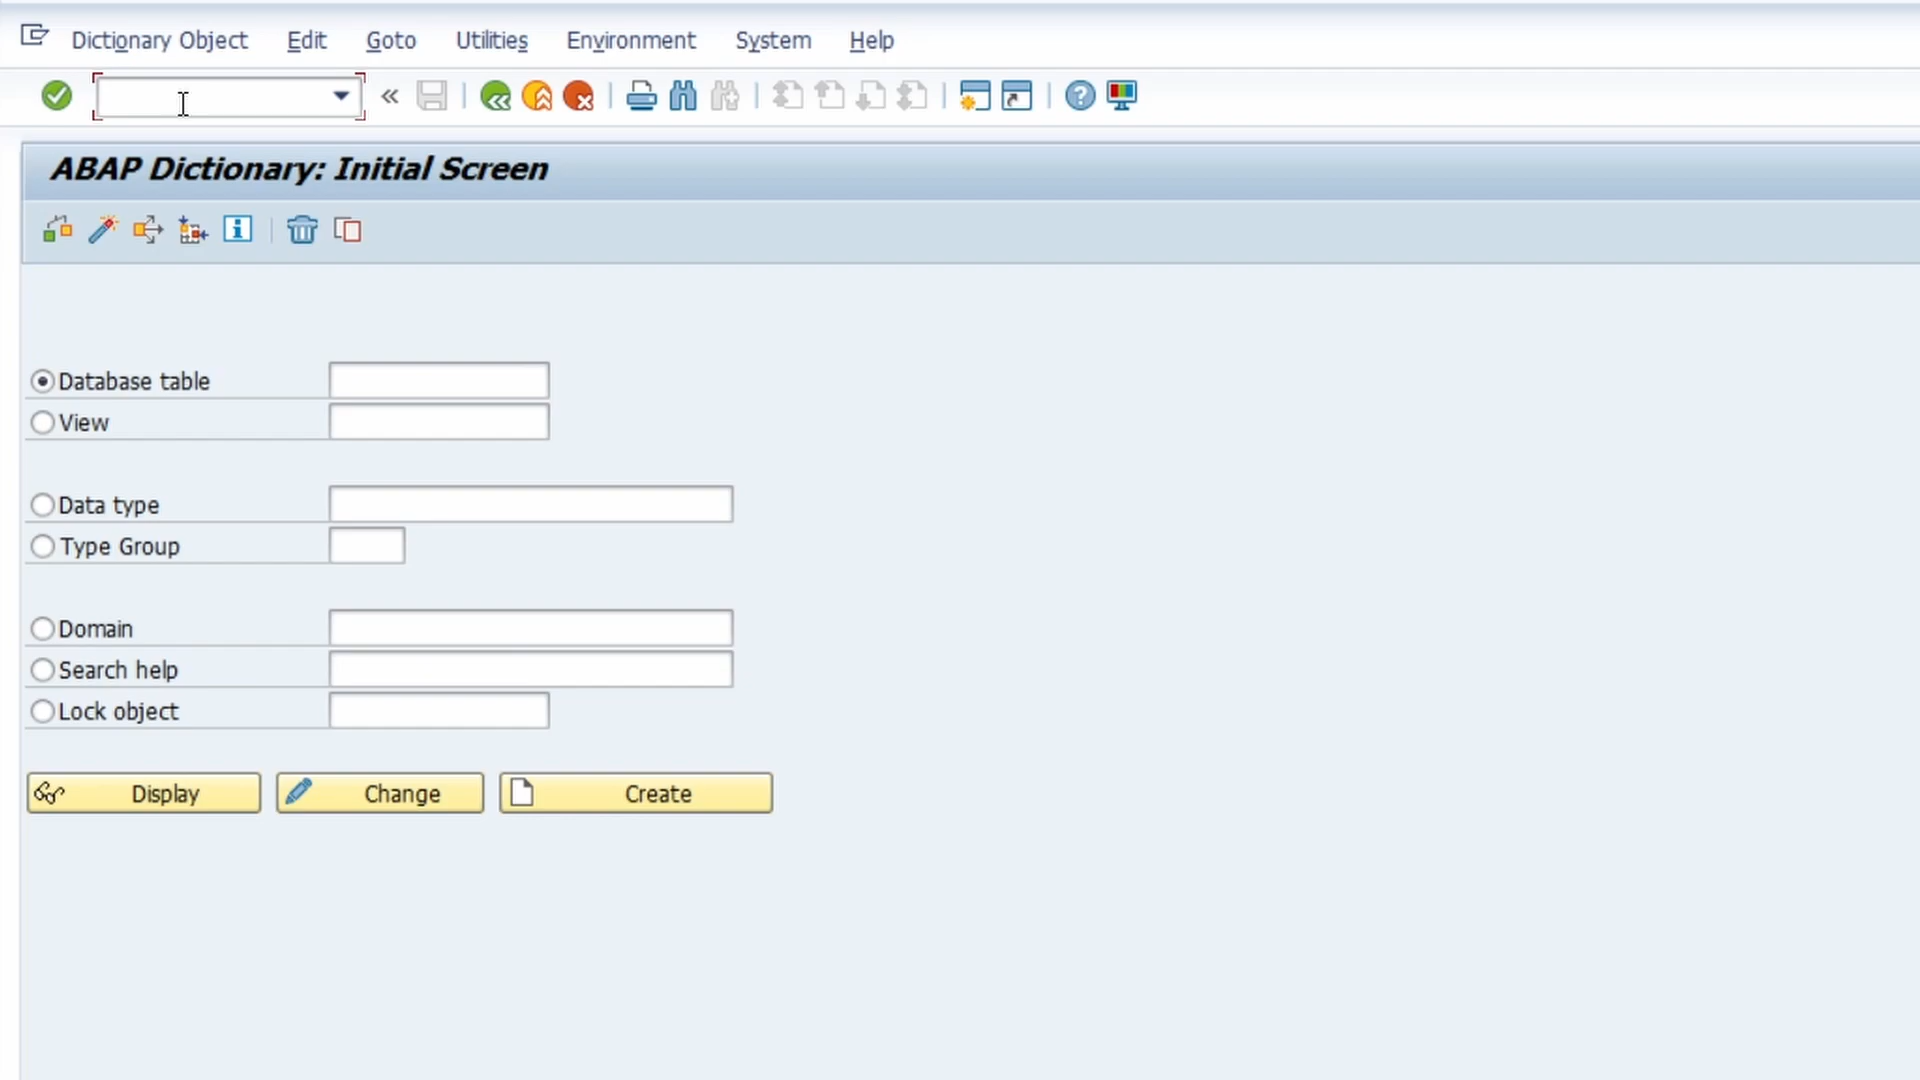 Dictionary Object Edit Goto Utilities Environment System Help
ABAP Dictionary: Initial Screen
Database table
View
Data type
Type Group
Domain
Search help
Lock object
Display Change Create